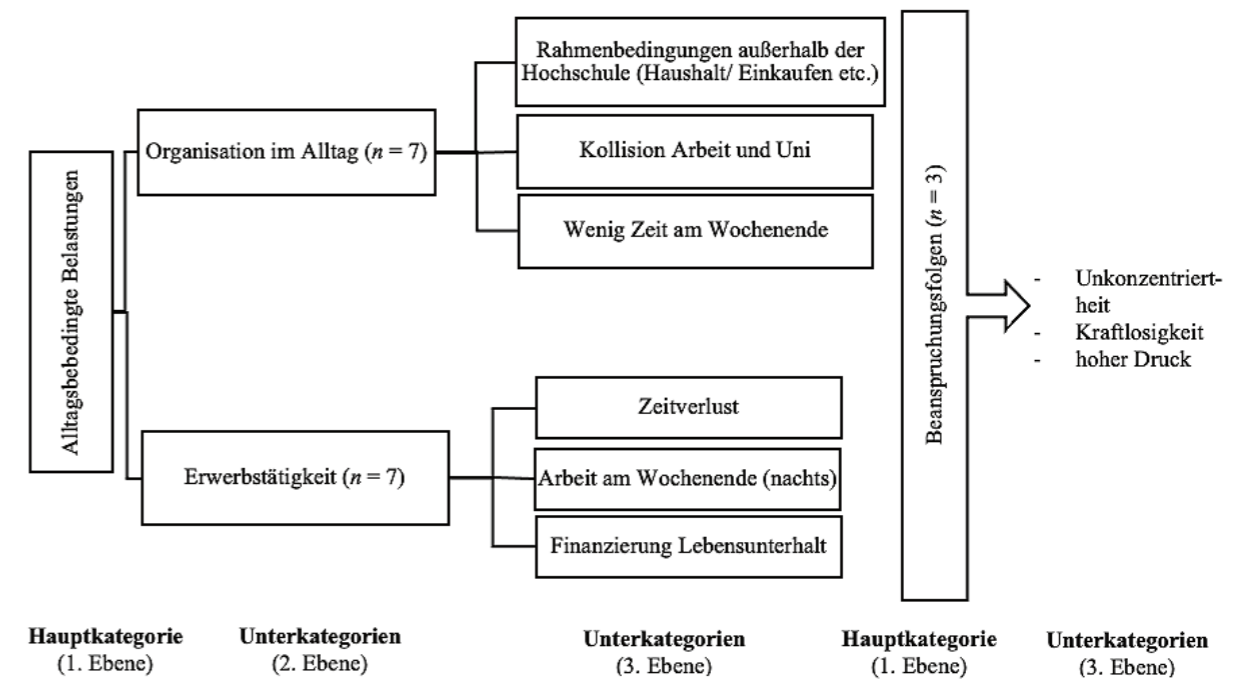 Rahmenbedingungen außerhalb der
Hochschule (Haushalt/ Einkaufen etc.)
Organisation im Alltag (n = 7)
Kollision Arbeit und Uni
Wenig Zeit am Wochenende
Alltagsbebedingte Belastungen
Zeitverlust
Erwerbstätigkeit (n = 7)
Arbeit am Wochenende (nachts)
Finanzierung Lebensunterhalt
Beanspruchungsfolgen (n = 3)
- Unkonzentriert-
heit
- Kraftlosigkeit
- hoher Druck
Hauptkategorie
(1. Ebene)
Unterkategorien
(2. Ebene)
Unterkategorien
(3. Ebene)
Hauptkategorie
(1. Ebene)
Unterkategorien
(3. Ebene)